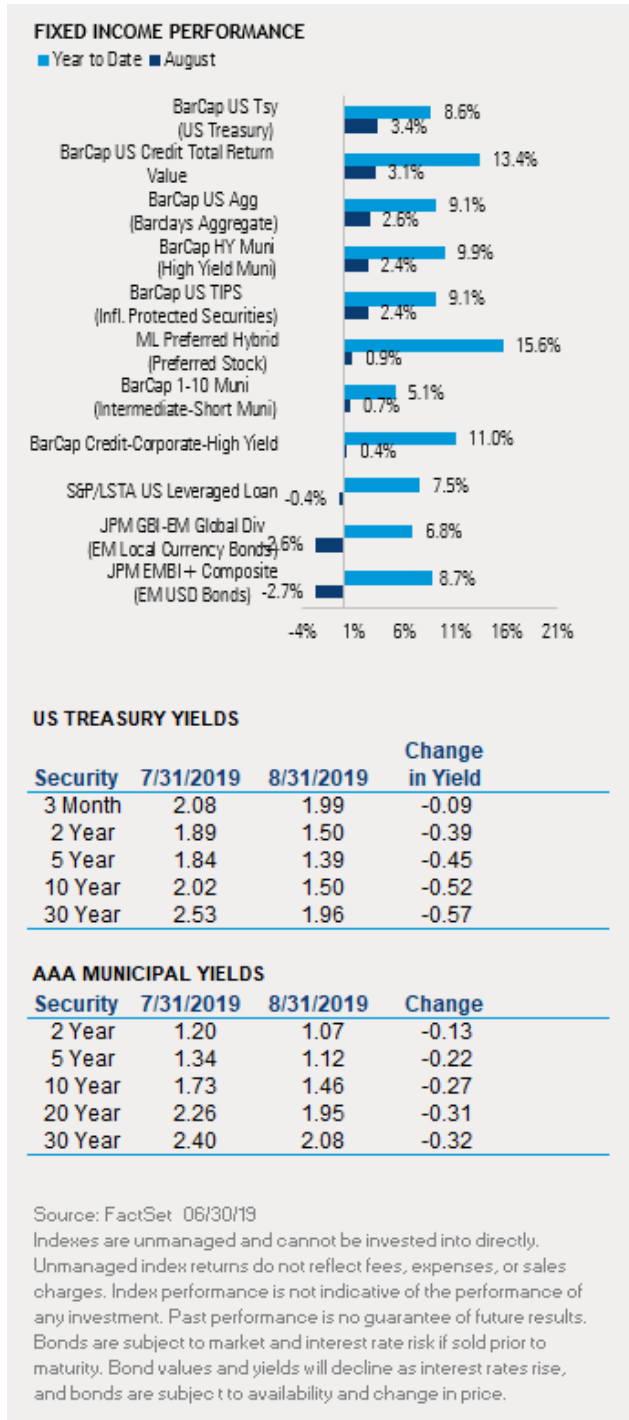 FIXED INCOME PERFORMANCE
Year to Date August
BarCap US Tsy
(US Treasury)
8.6%
3.4%
BarCap US Credit Total Return
Value
13.4%
3.1%
BarCap US Agg
(Barclays Aggregate)
9.1%
2.6%
BarCap HY Muni
(High Yield Muni)
9.9%
2.4%
BarCap US TIPS
(Infl. Protected Securities)
9.1%
2.4%
ML Preferred Hybrid
(Preferred Stock)
15.6%
0.9%
BarCap 1-10 Muni
(Intermediate-Short Muni)
5.1%
0.7%
BarCap Credit-Corporate-High Yield
11.0%
0.4%
S&P/LSTA US Leveraged Loan
7.5%
-0.4%
JPM GBI-EM Global Div
(EM Local Currency Bonds)
6.8%
-2.6%
JPM EMBI+ Composite
(EM USD Bonds)
8.7%
-2.7%
-4% 1% 6% 11% 16% 21%
US TREASURY YIELDS
Change
Security 7/31/2019 8/31/2019 in Yield
3 Month 2.08 1.99 -0.09
2 Year 1.89 1.50 -0.39
5 Year 1.84 1.39 -0.45
10 Year 2.02 1.50 -0.52
30 Year 2.53 1.96 -0.57
AAA MUNICIPAL YIELDS
Security 7/31/2019 8/31/2019 Change
2 Year 1.20 1.07 -0.13
5 Year 1.34 1.12 -0.22
10 Year 1.73 1.46 -0.27
20 Year 2.26 1.95 -0.31
30 Year 2.40 2.08 -0.32
Source: FactSet 06/30/19
Indexes are unmanaged and cannot be invested into directly.
Unmanaged index returns do not reflect fees, expenses, or sales
charges. Index performance is not indicative of the performance of
any investment. Past performance is no guarantee of future results.
Bonds are subject to market and interest rate risk if sold prior to
maturity. Bond values and yields will decline as interest rates rise,
and bonds are subject to availability and change in price.